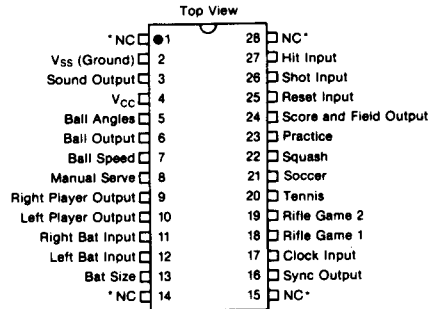 Top View
*NC 1 28 NC*
VSS (Ground) 2 27 Hit Input
Sound Output 3 26 Shot Input
VCC 4 25 Reset Input
Ball Angles 5 24 Score and Field Output
Ball Output 6 23 Practice
Ball Speed 7 22 Squash
Manual Serve 8 21 Soccer
Right Player Output 9 20 Tennis
Left Player Output 10 19 Rifle Game 2
Right Bat Input 11 18 Rifle Game 1
Left Bat Input 12 17 Clock Input
Bat Size 13 16 Sync Output
*NC 14 15 NC*